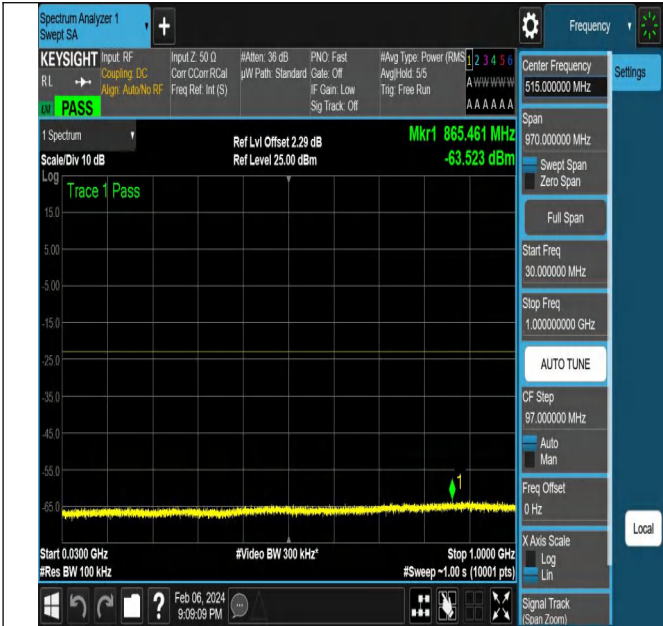 Spectrum Analyzer 1
Swept SA
Frequency
KEYSIGHT
RL
PASS
Input: RF
Coupling: DC
Align: Auto/No RF
Input Z: 50 Ω
Corr CCorr RCal
Freq Ref: Int (S)
#Atten: 36 dB
µW Path: Standard
PNO: Fast
Gate: Off
IF Gain: Low
Sig Track: Off
#Avg Type: Power (RMS
Avg|Hold: 5/5
Trig: Free Run
1 2 3 4 5 6
A W W W W W
A A A A A A
Center Frequency
515.000000 MHz
Settings
1 Spectrum
Scale/Div 10 dB
Ref Lvl Offset 2.29 dB
Ref Level 25.00 dBm
Mkr1 865.461 MHz
-63.523 dBm
Span
970.000000 MHz
Swept Span
Zero Span
Full Span
Start Freq
30.000000 MHz
Stop Freq
1.000000000 GHz
AUTO TUNE
CF Step
97.000000 MHz
Auto
Man
Freq Offset
0 Hz
X Axis Scale
Log
Lin
Signal Track
(Span Zoom)
Local
Log
Trace 1 Pass
15.0
5.00
-5.00
-15.0
-25.0
-35.0
-45.0
-55.0
-65.0
1
Start 0.0300 GHz
#Res BW 100 kHz
#Video BW 300 kHz*
Stop 1.0000 GHz
#Sweep ~1.00 s (10001 pts)
?
Feb 06, 2024
9:09:09 PM